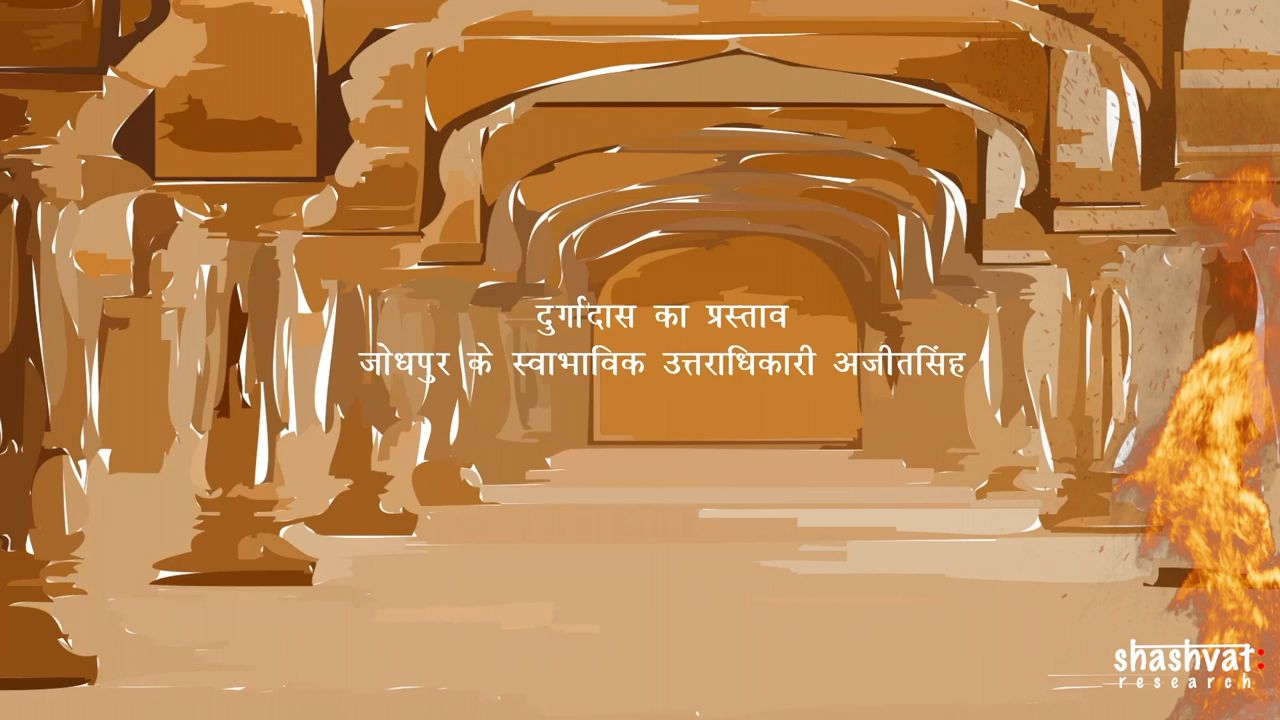 दुर्गादास का प्रस्ताव
जोधपुर के स्वाभाविक उत्तराधिकारी अजीतसिंह
shashvat:
research